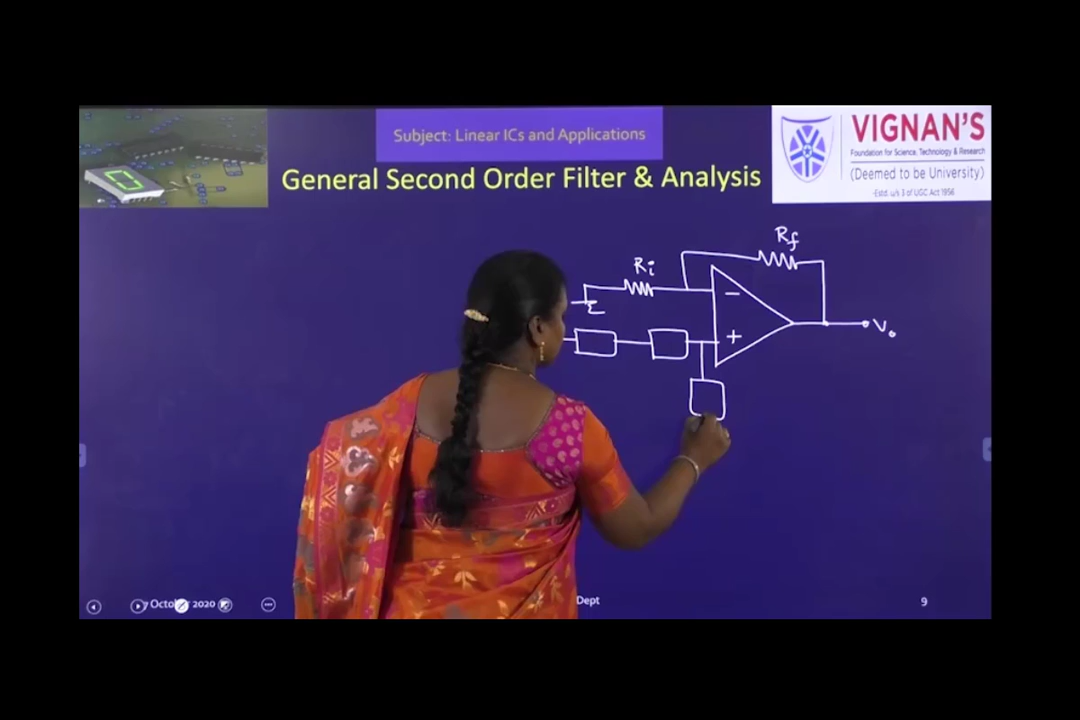 Subject: Linear ICs and Applications
General Second Order Filter & Analysis
VIGNAN'S
Foundation for Science, Technology & Research
(Deemed to be University)
-Estd. u/s 3 of UGC Act 1956
Rf
Ri
−
+
Vo
2020
Dept
9